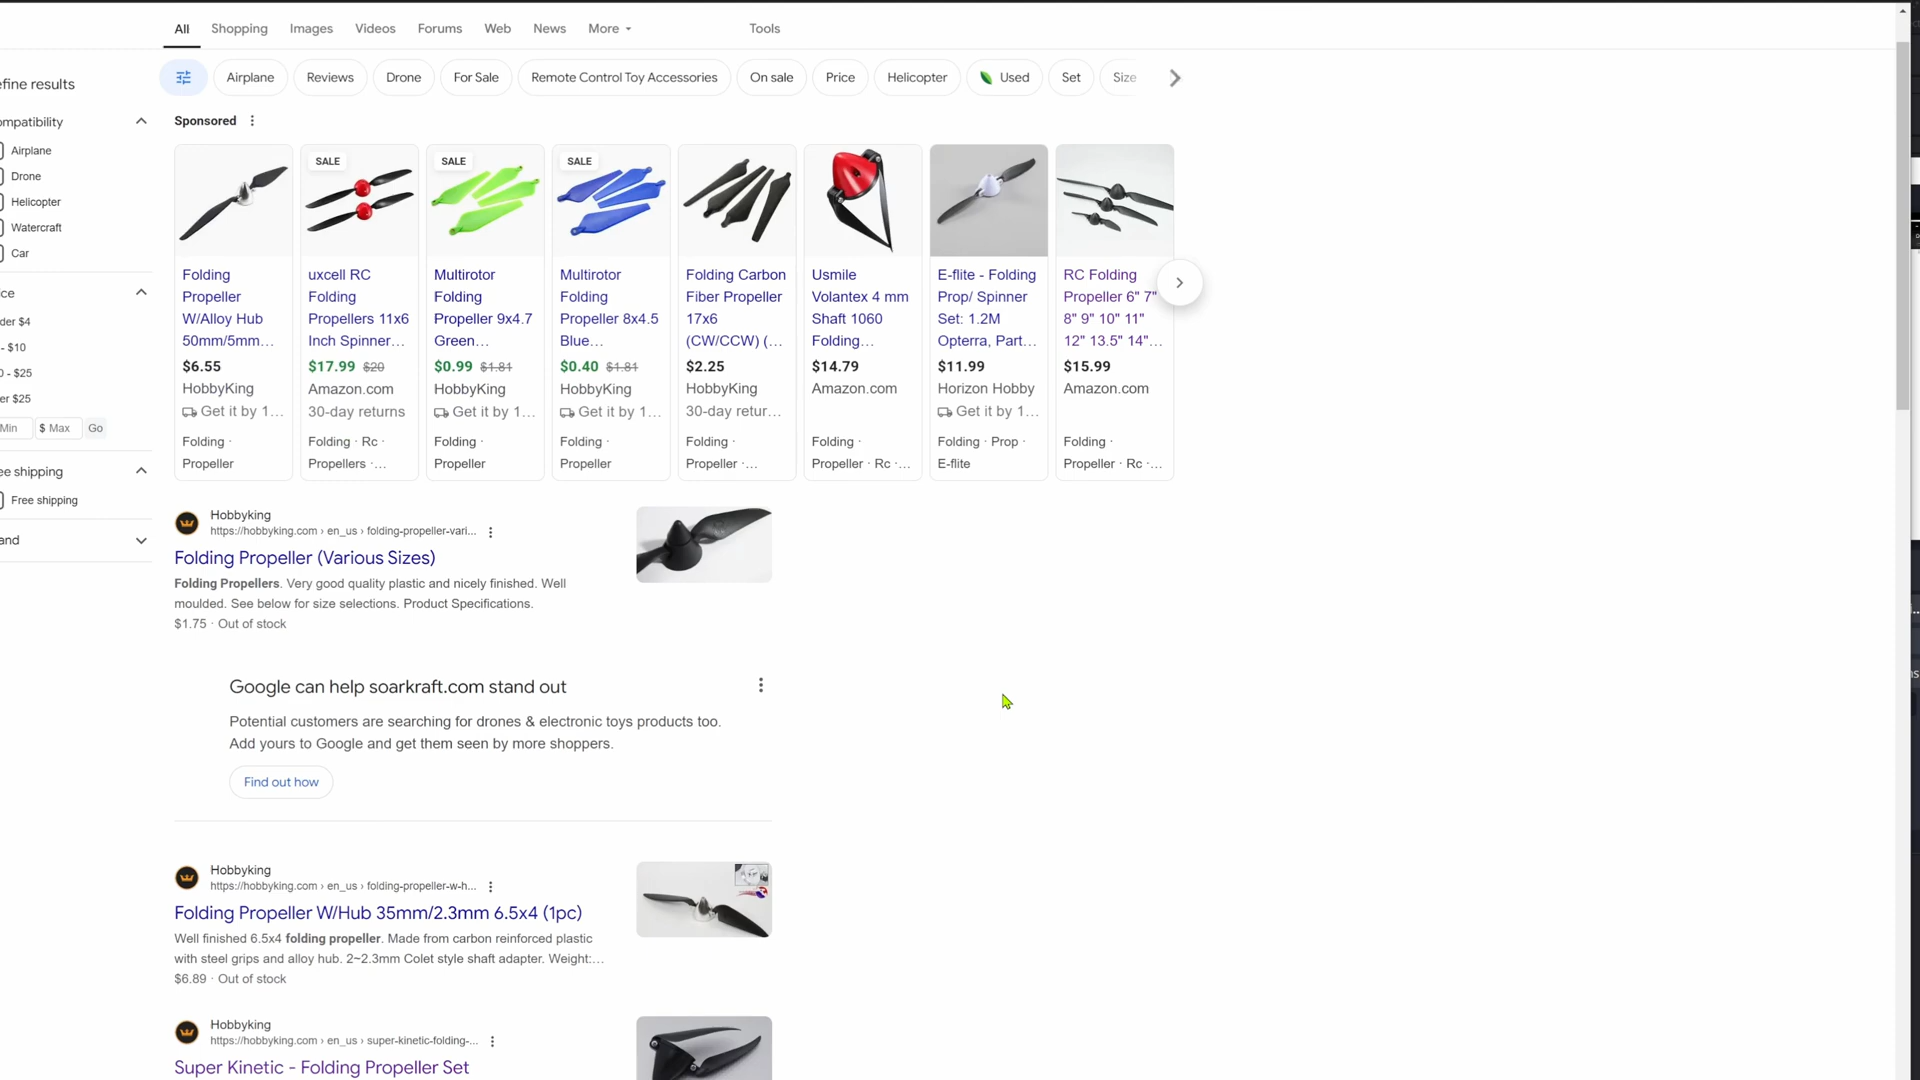 All Shopping Images Videos Forums Web News More Tools
Airplane Reviews Drone For Sale Remote Control Toy Accessories On sale Price Helicopter Used Set Size
efine results
ompatibility
Airplane
Drone
Helicopter
Watercraft
Car
ice
der $4
- $10
0 - $25
er $25
Min $ Max Go
ee shipping
Free shipping
and
Sponsored
Folding
Propeller
W/Alloy Hub
50mm/5mm...
$6.55
HobbyKing
Get it by 1...
Folding ·
Propeller
SALE
uxcell RC
Folding
Propellers 11x6
Inch Spinner...
$17.99 $20
Amazon.com
30-day returns
Folding · Rc ·
Propellers ·...
SALE
Multirotor
Folding
Propeller 9x4.7
Green...
$0.99 $1.81
HobbyKing
Get it by 1...
Folding ·
Propeller
SALE
Multirotor
Folding
Propeller 8x4.5
Blue...
$0.40 $1.81
HobbyKing
Get it by 1...
Folding ·
Propeller
Folding Carbon
Fiber Propeller
17x6
(CW/CCW) (...
$2.25
HobbyKing
30-day retur...
Folding ·
Propeller ·...
Usmile
Volantex 4 mm
Shaft 1060
Folding...
$14.79
Amazon.com
Folding ·
Propeller · Rc ·...
E-flite - Folding
Prop/ Spinner
Set: 1.2M
Opterra, Part...
$11.99
Horizon Hobby
Get it by 1...
Folding · Prop ·
E-flite
RC Folding
Propeller 6" 7"
8" 9" 10" 11"
12" 13.5" 14"...
$15.99
Amazon.com
Folding ·
Propeller · Rc ·...
Hobbyking
https://hobbyking.com › en_us › folding-propeller-vari...
Folding Propeller (Various Sizes)
Folding Propellers. Very good quality plastic and nicely finished. Well
moulded. See below for size selections. Product Specifications.
$1.75 · Out of stock
Google can help soarkraft.com stand out
Potential customers are searching for drones & electronic toys products too.
Add yours to Google and get them seen by more shoppers.
Find out how
Hobbyking
https://hobbyking.com › en_us › folding-propeller-w-h...
Folding Propeller W/Hub 35mm/2.3mm 6.5x4 (1pc)
Well finished 6.5x4 folding propeller. Made from carbon reinforced plastic
with steel grips and alloy hub. 2~2.3mm Colet style shaft adapter. Weight:...
$6.89 · Out of stock
Hobbyking
https://hobbyking.com › en_us › super-kinetic-folding-...
Super Kinetic - Folding Propeller Set